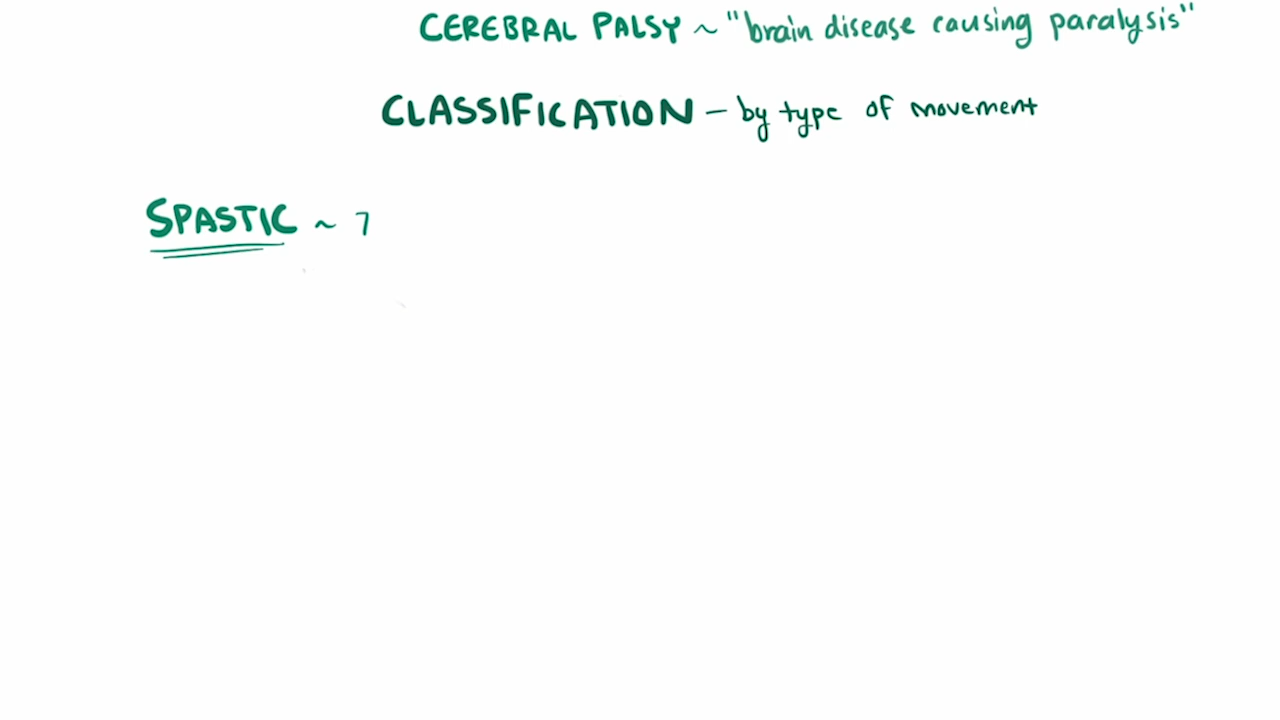 CEREBRAL PALSY ~ "brain disease causing paralysis"
CLASSIFICATION - by type of movement
SPASTIC ~ 7